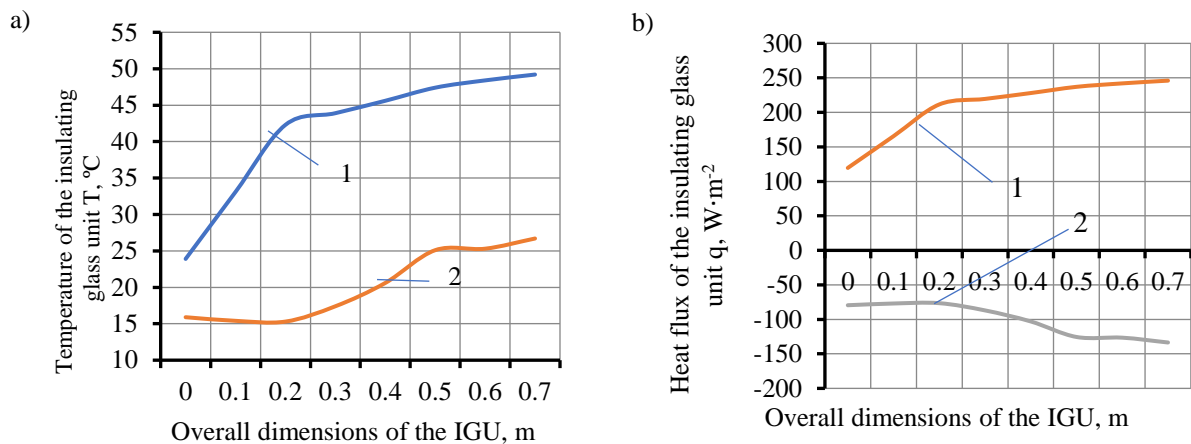 a)
Temperature of the insulating
glass unit T, ºC
55
50
45
40
35
30
25
20
15
10
1
2
0 0.1 0.2 0.3 0.4 0.5 0.6 0.7
Overall dimensions of the IGU, m
b)
Heat flux of the insulating glass
unit q, W·m-2
300
250
200
150
100
50
0
-50
-100
-150
-200
1
2
0 0.1 0.2 0.3 0.4 0.5 0.6 0.7
Overall dimensions of the IGU, m